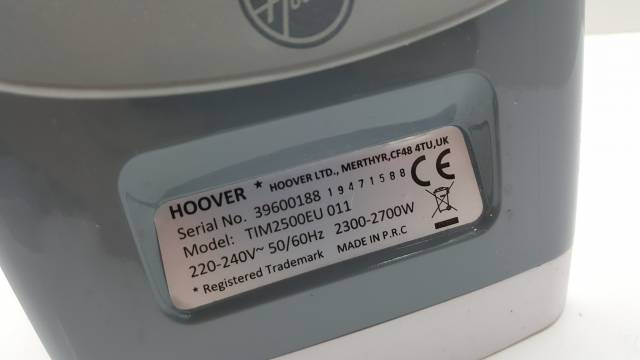 Hoover
HOOVER * HOOVER LTD., MERTHYR,CF48 4TU,UK
Serial No. 39600188 19471588 CE
Model: TIM2500EU 011
220-240V~ 50/60Hz 2300-2700W
* Registered Trademark MADE IN P.R.C